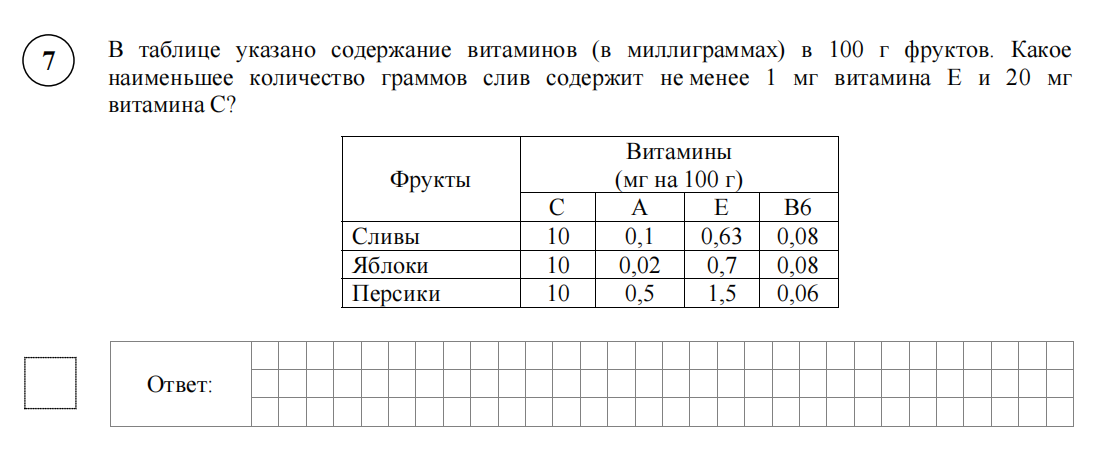 7
В таблице указано содержание витаминов (в миллиграммах) в 100 г фруктов. Какое
наименьшее количество граммов слив содержит не менее 1 мг витамина Е и 20 мг
витамина С?
Фрукты
Витамины
(мг на 100 г)
С А Е В6
Сливы 10 0,1 0,63 0,08
Яблоки 10 0,02 0,7 0,08
Персики 10 0,5 1,5 0,06
Ответ: